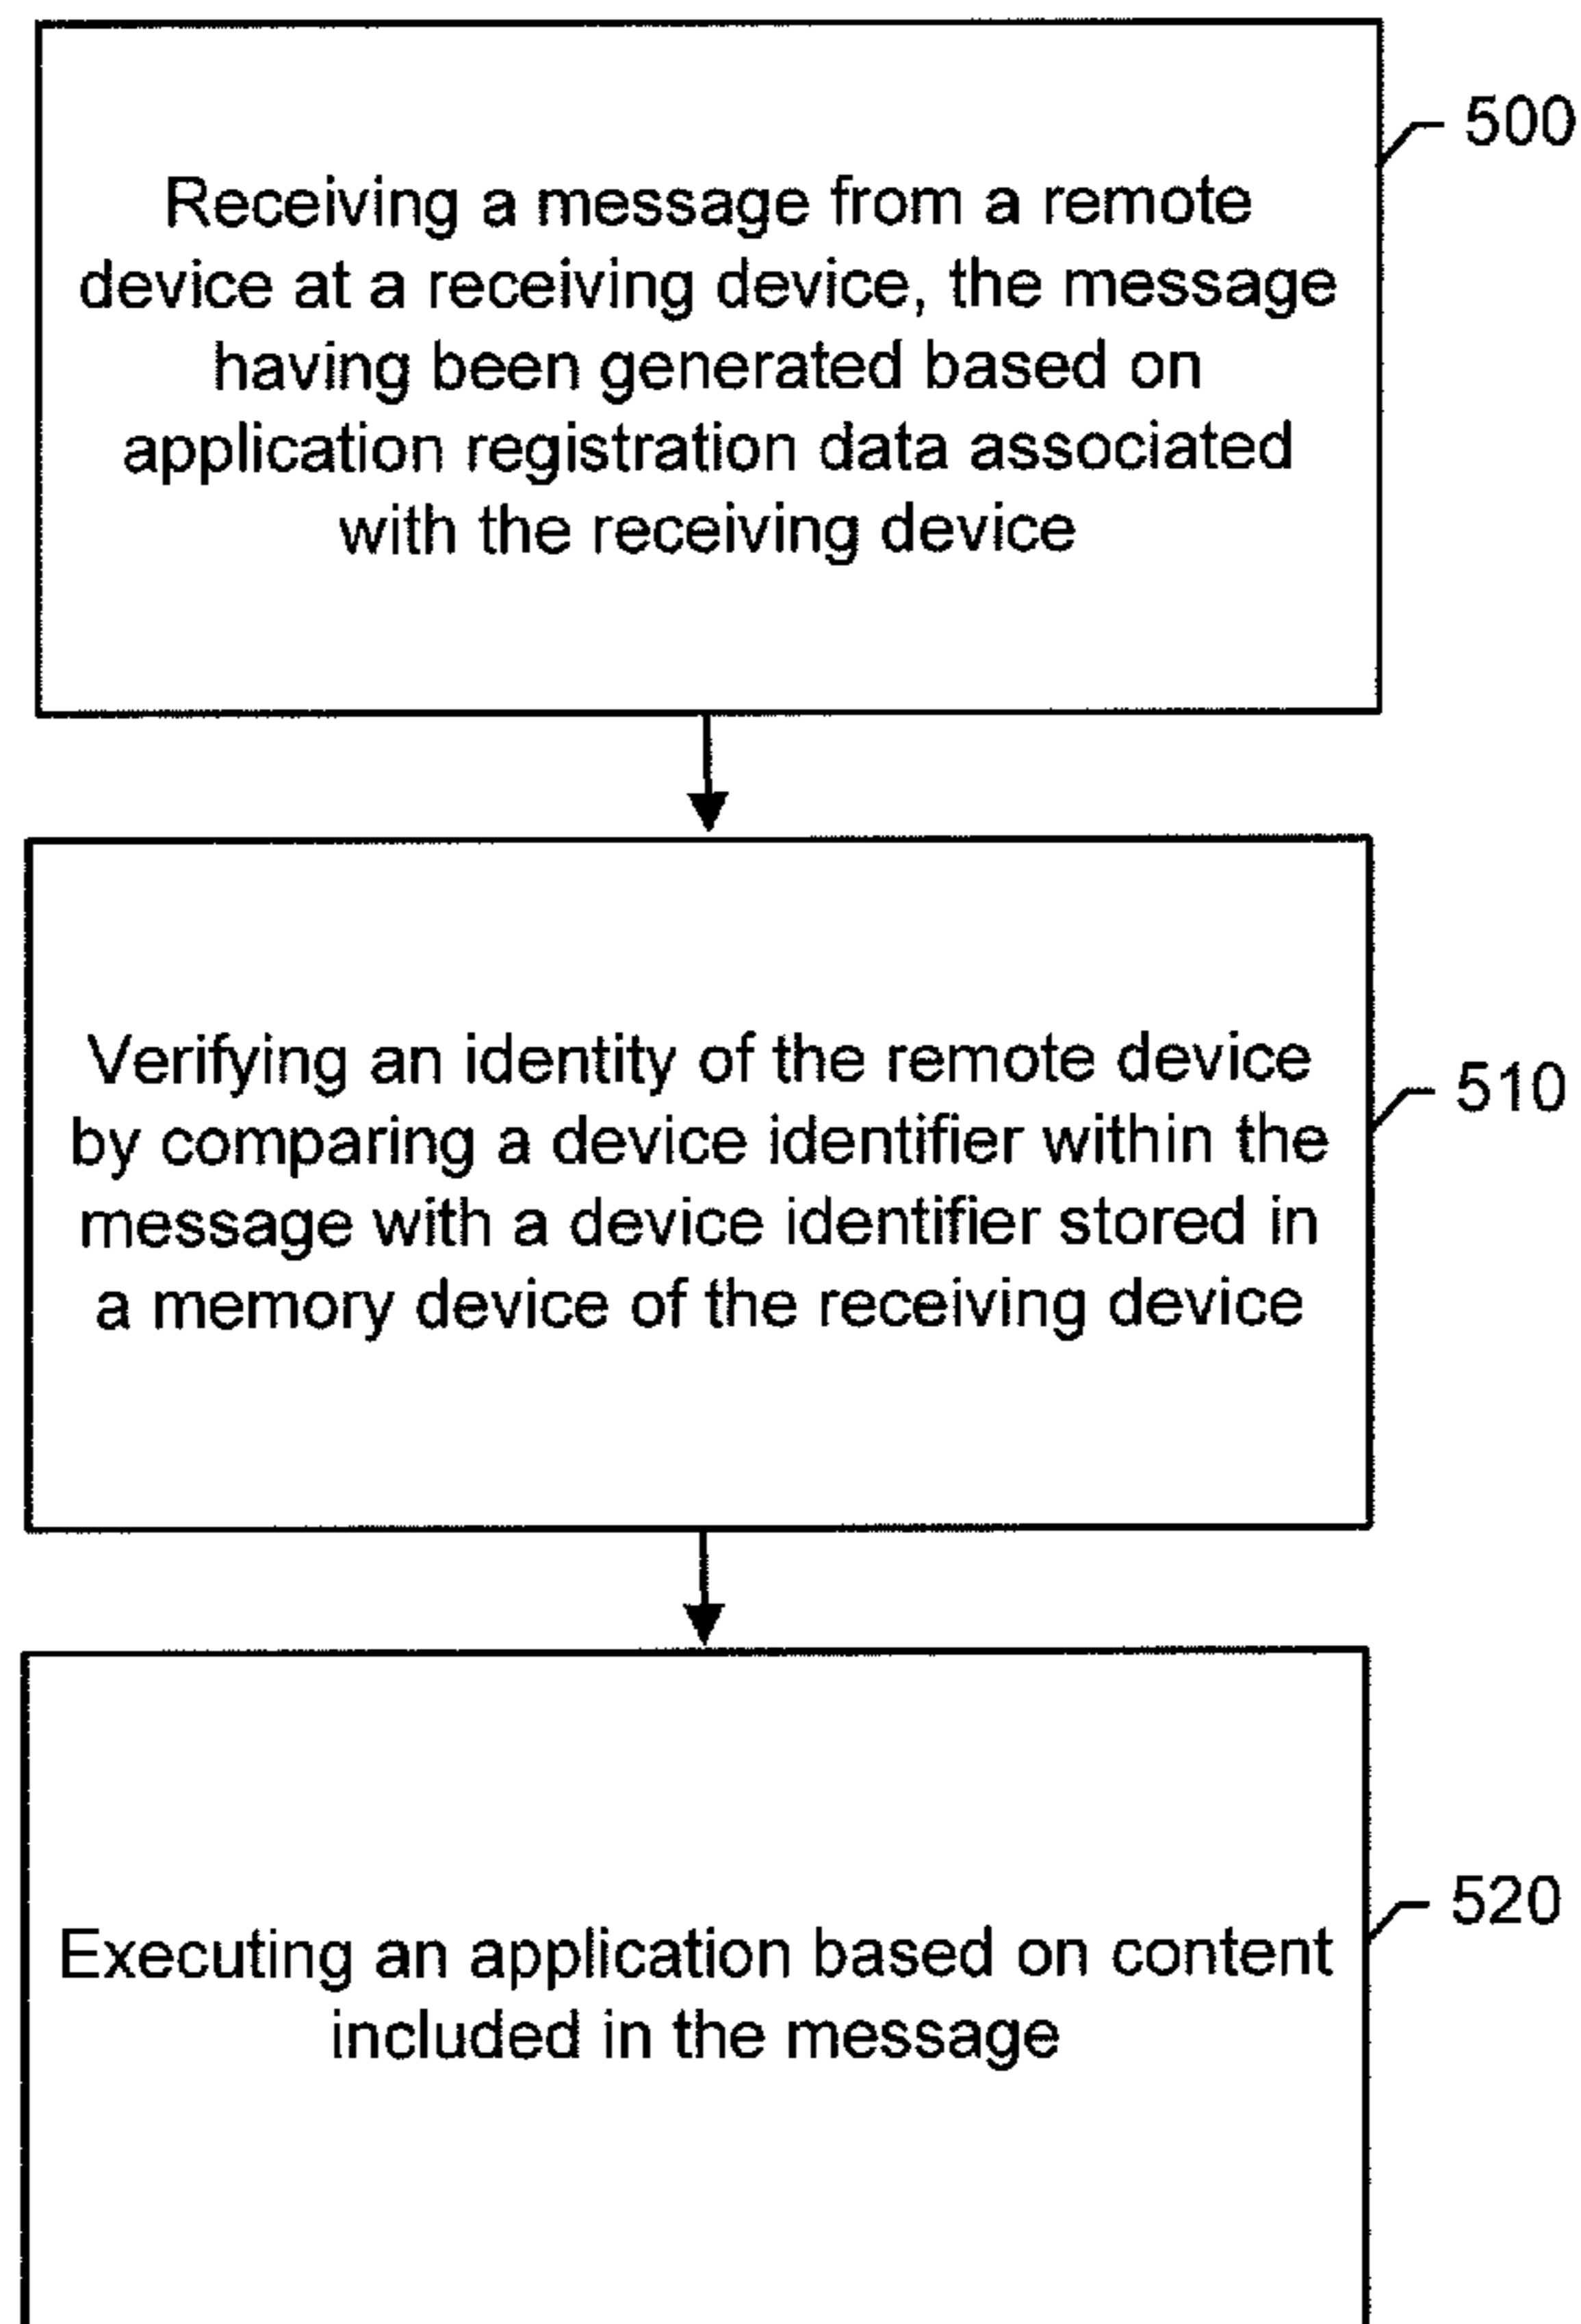 500
Receiving a message from a remote
device at a receiving device, the message
having been generated based on
application registration data associated
with the receiving device
Verifying an identity of the remote device
by comparing a device identifier within the
message with a device identifier stored in
a memory device of the receiving device
510
Executing an application based on content
included in the message
520